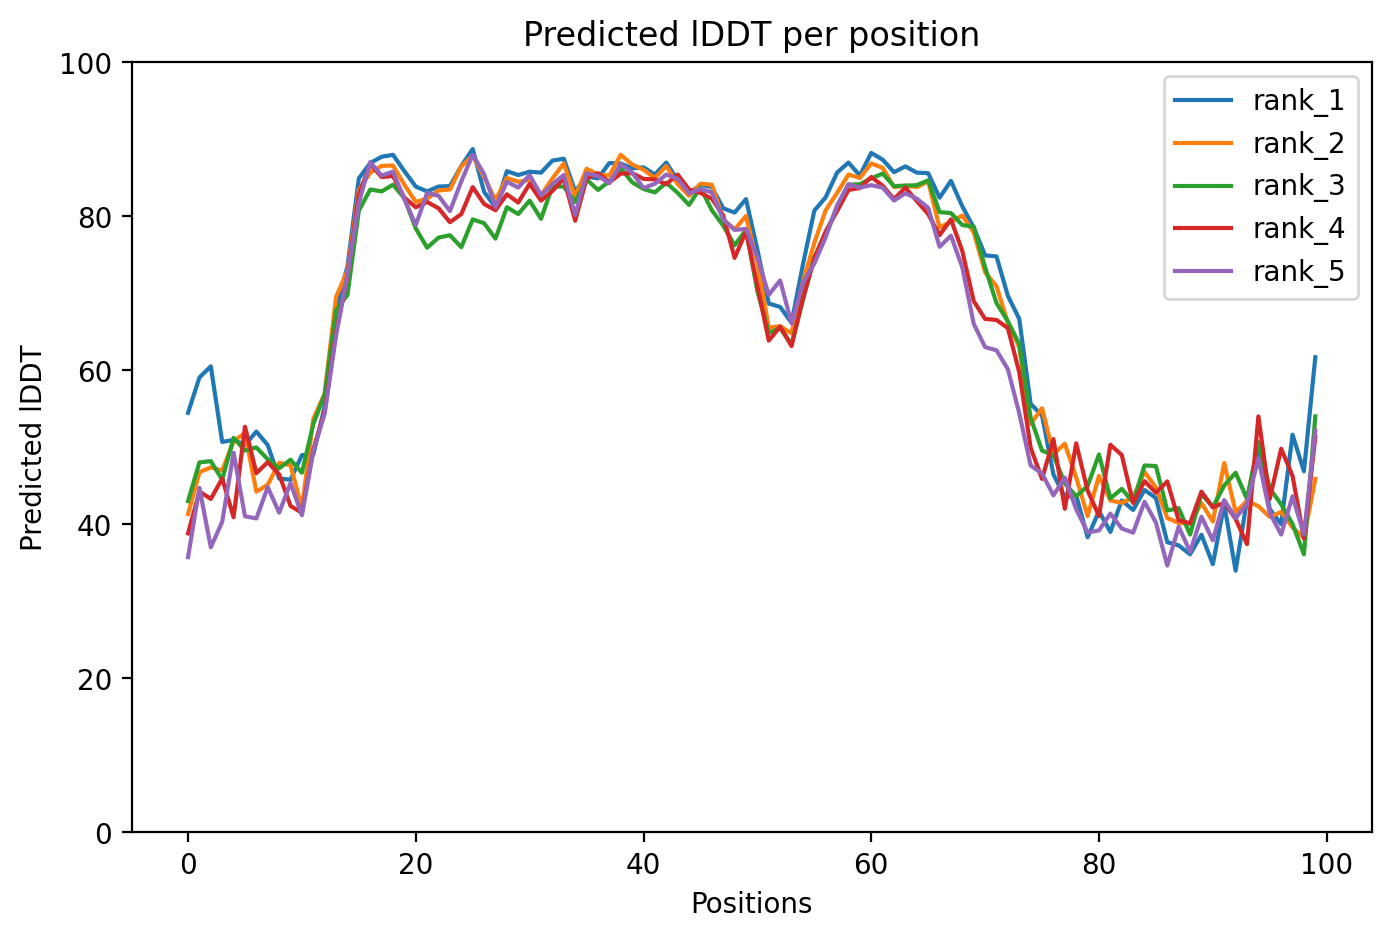 Predicted lDDT per position
100
80
60
40
20
0
Predicted lDDT
0 20 40 60 80 100
Positions
rank_1
rank_2
rank_3
rank_4
rank_5